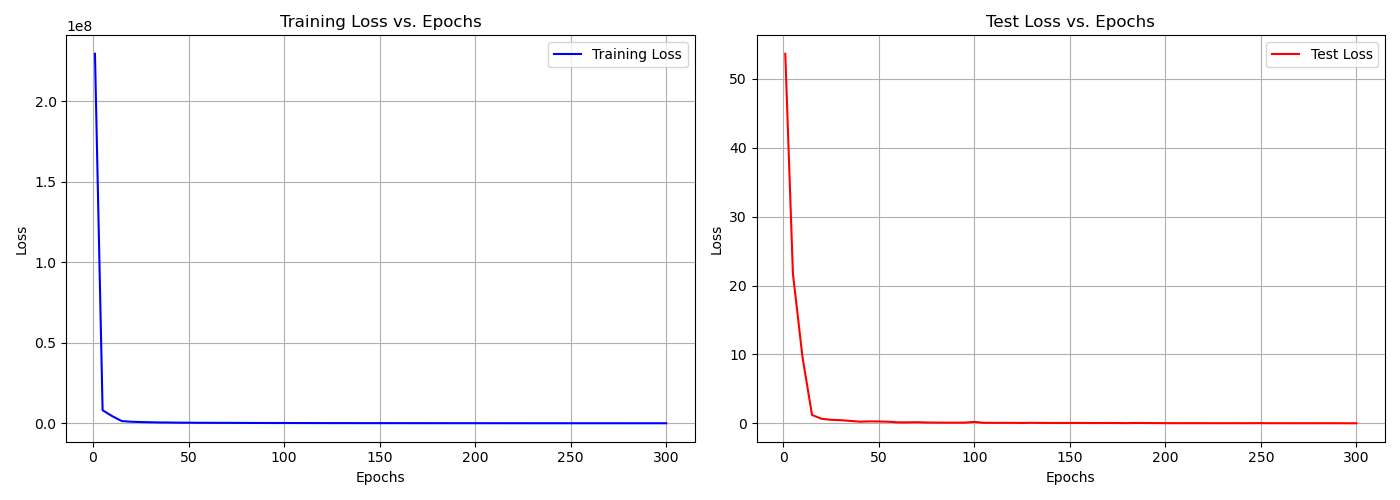 Training Loss vs. Epochs
1e8
Training Loss
2.0
1.5
1.0
0.5
0.0
Loss
0 50 100 150 200 250 300
Epochs
Test Loss vs. Epochs
Test Loss
50
40
30
20
10
0
Loss
0 50 100 150 200 250 300
Epochs